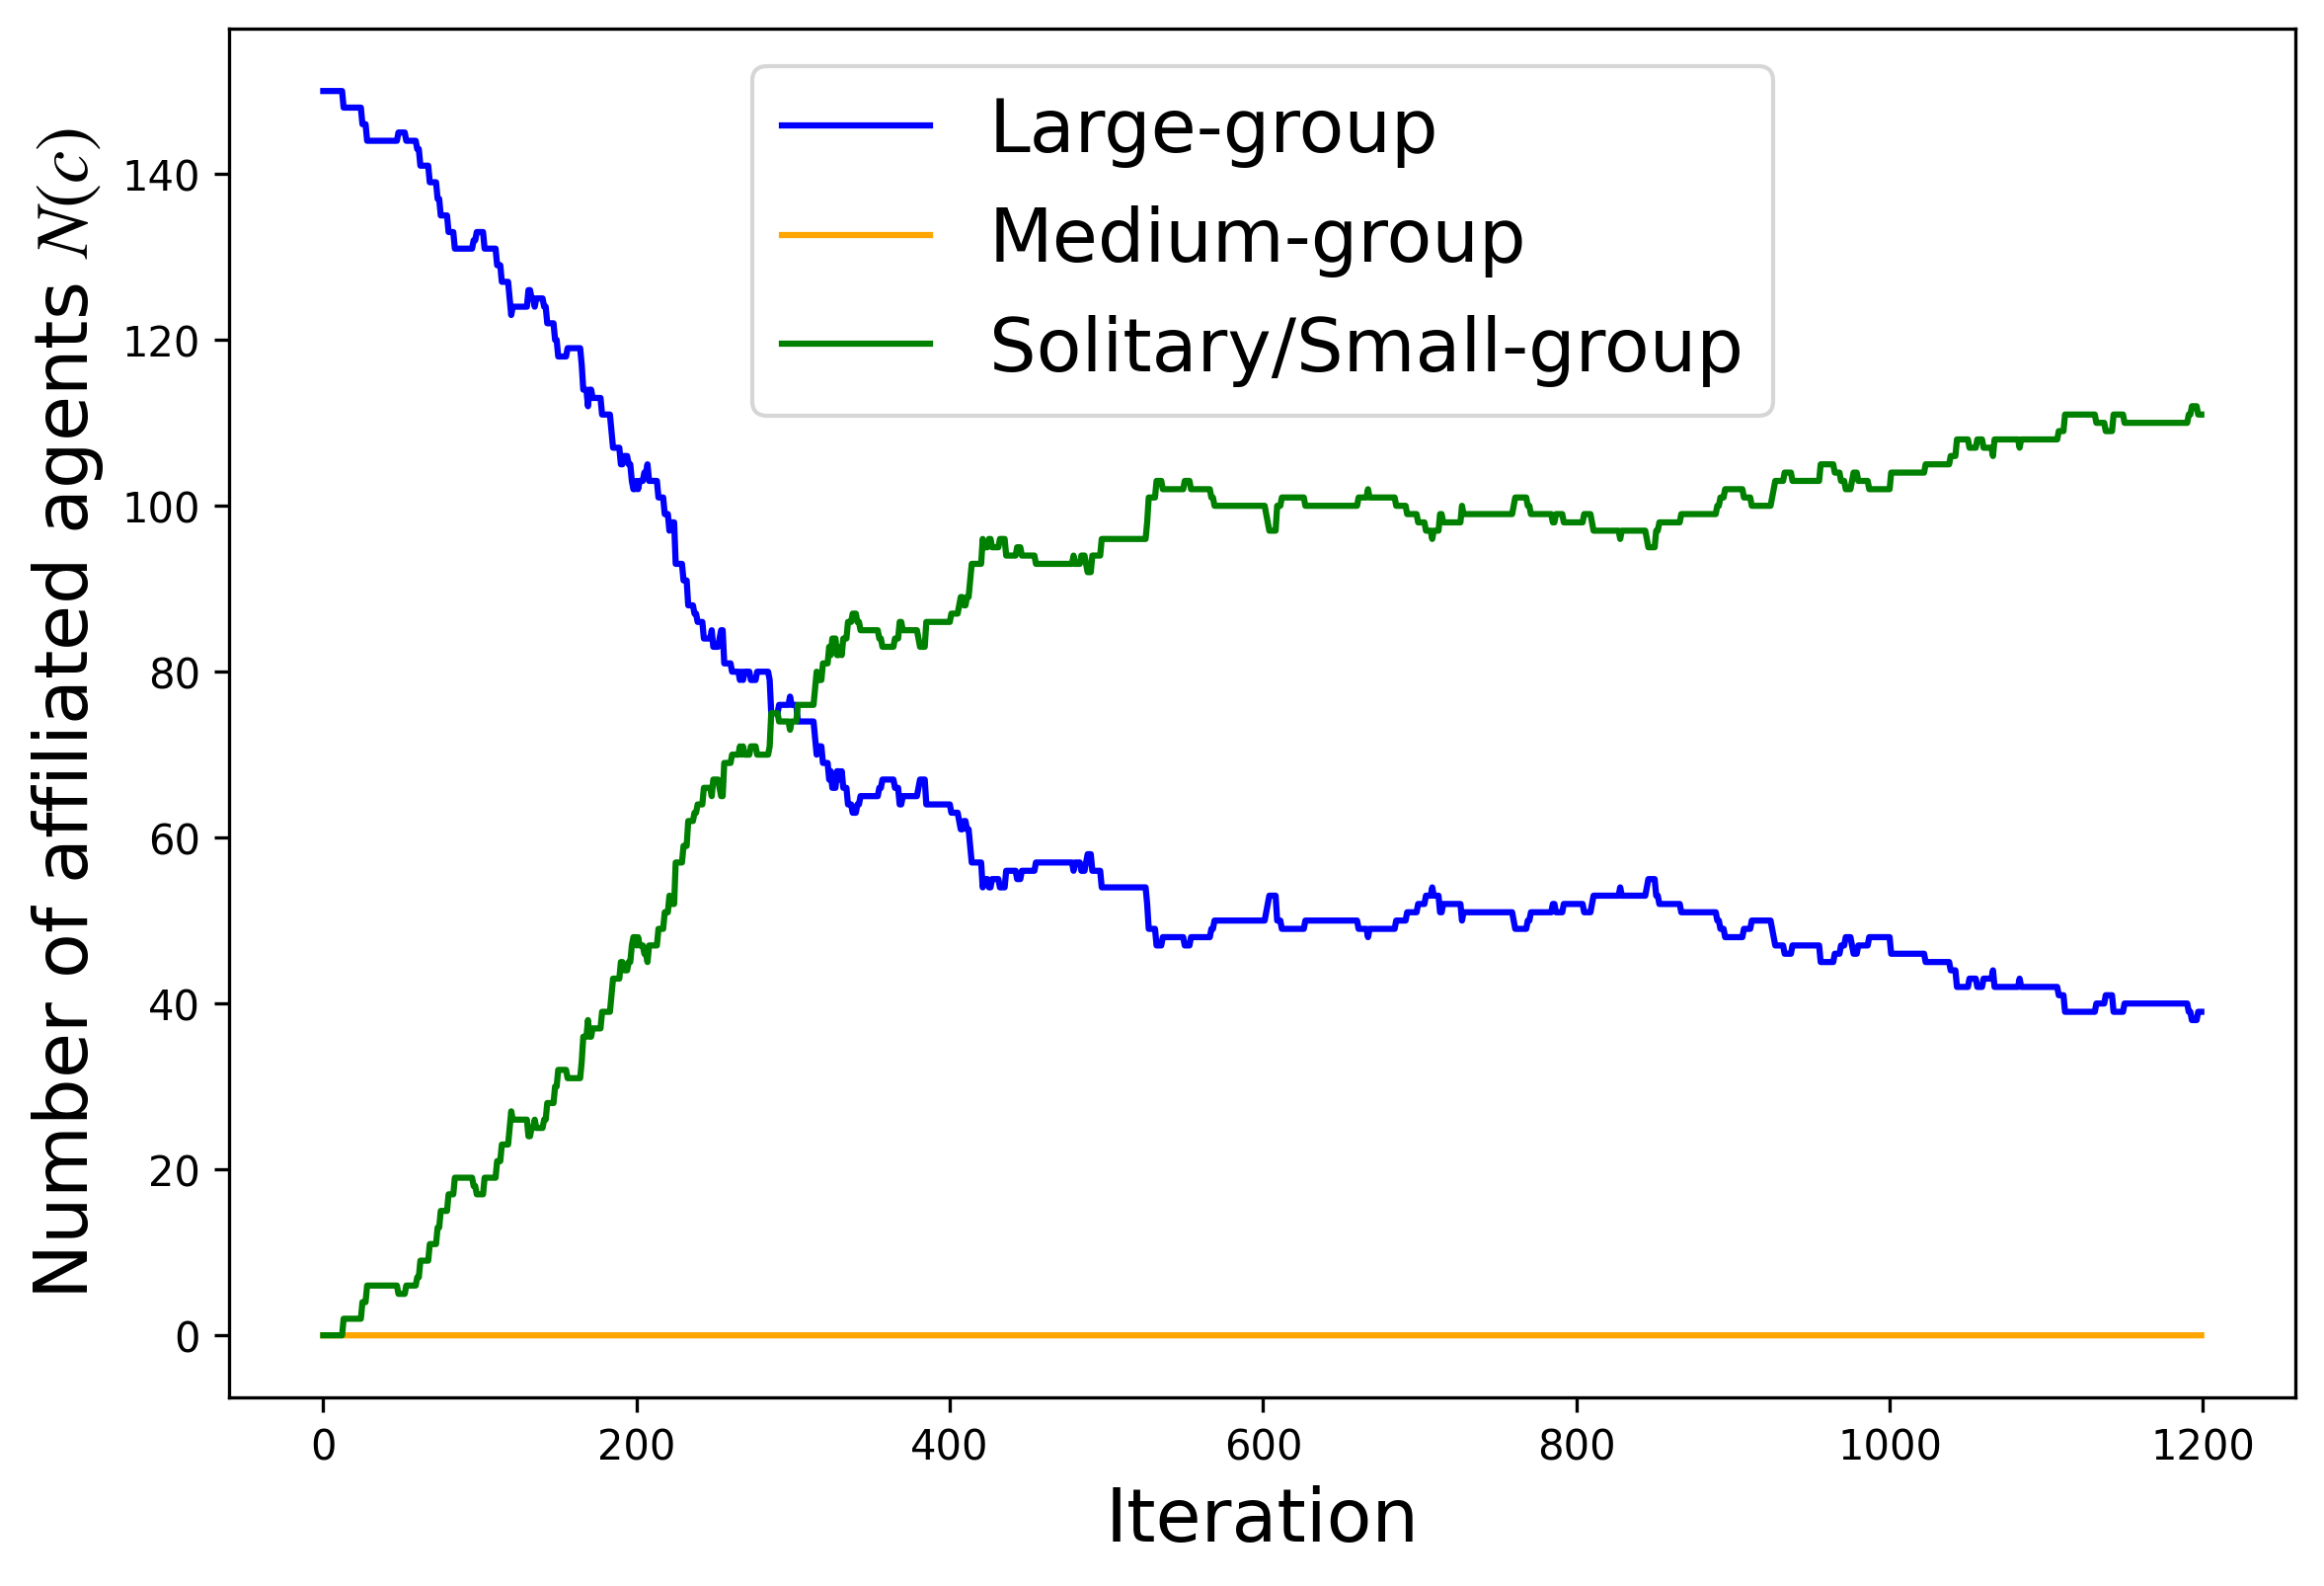 Number of affiliated agents N(c)
140
120
100
80
60
40
20
0
Large-group
Medium-group
Solitary/Small-group
0 200 400 600 800 1000 1200
Iteration